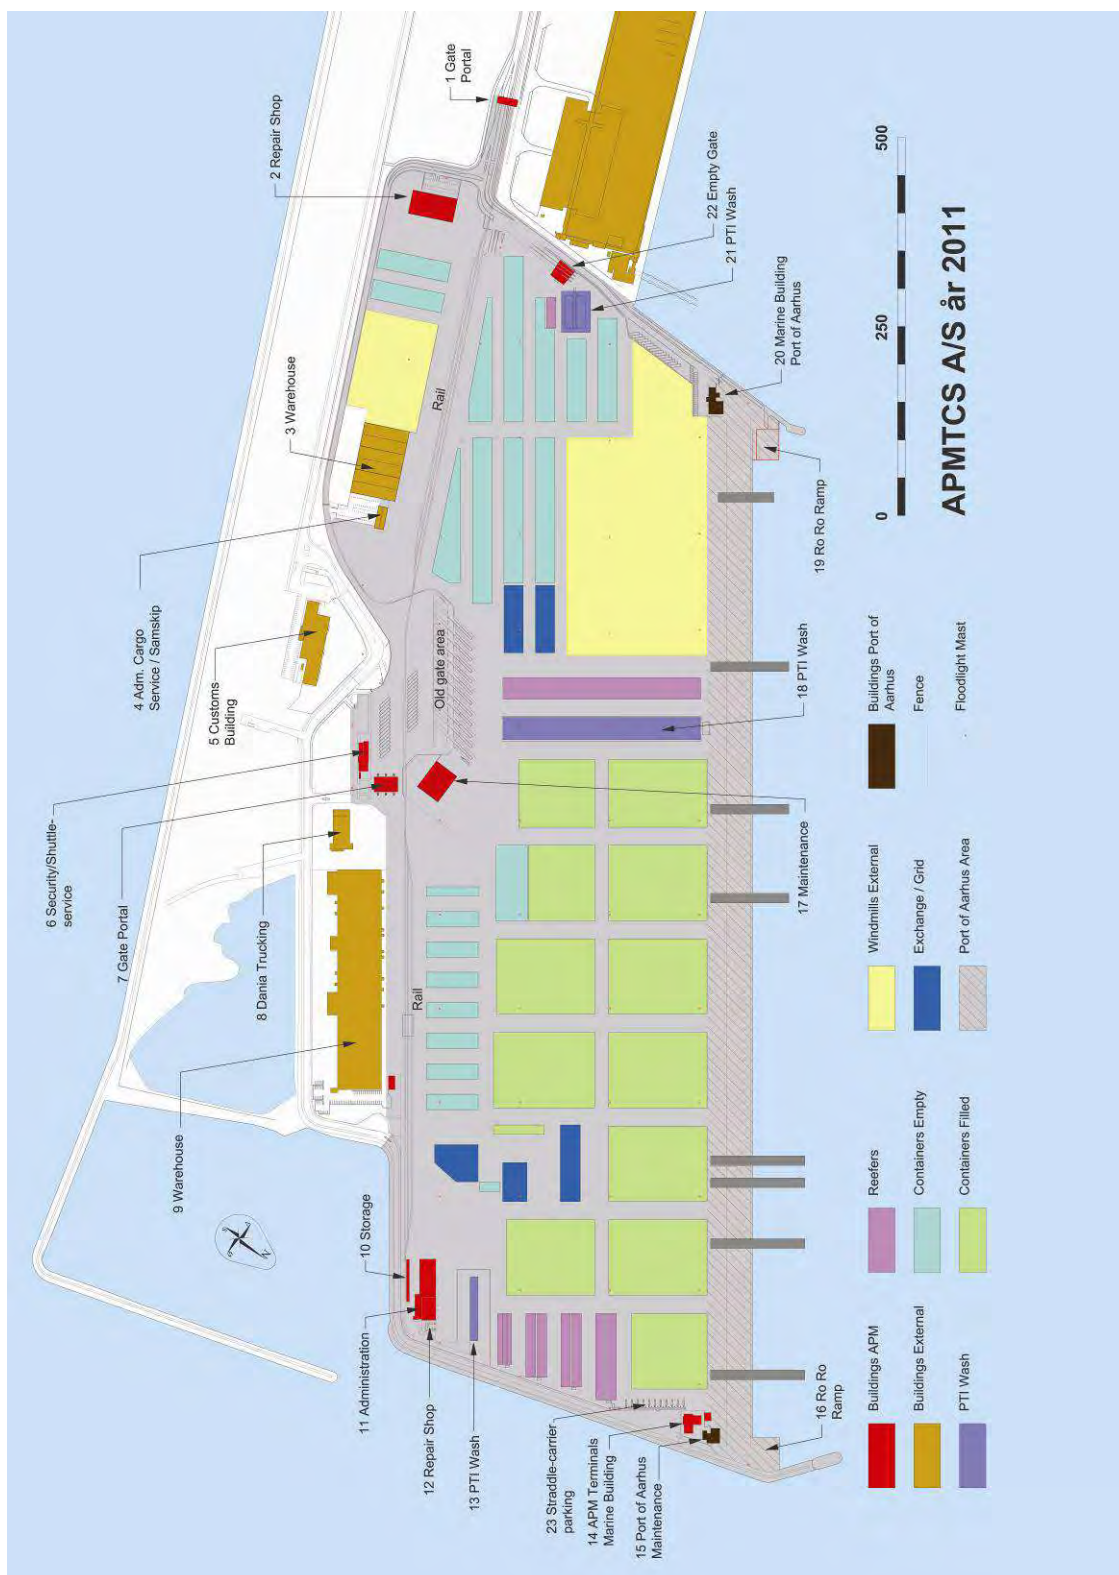 1 Gate
Portal
2 Repair Shop
3 Warehouse
4 Adm. Cargo
Service / Samskip
5 Customs
Building
6 Security/Shuttle-
service
7 Gate Portal
8 Dania Trucking
9 Warehouse
10 Storage
11 Administration
12 Repair Shop
13 PTI Wash
23 Straddle-carrier
parking
14 APM Terminals
Marine Building
15 Port of Aarhus
Maintenance
16 Ro Ro
Ramp
17 Maintenance
18 PTI Wash
19 Ro Ro Ramp
20 Marine Building
Port of Aarhus
21 PTI Wash
22 Empty Gate
Rail
Rail
Old gate area
N
Buildings APM
Buildings External
PTI Wash
Reefers
Containers Empty
Containers Filled
Windmills External
Exchange / Grid
Port of Aarhus Area
Buildings Port of
Aarhus
Fence
Floodlight Mast
0
250
500
APMTCS A/S år 2011